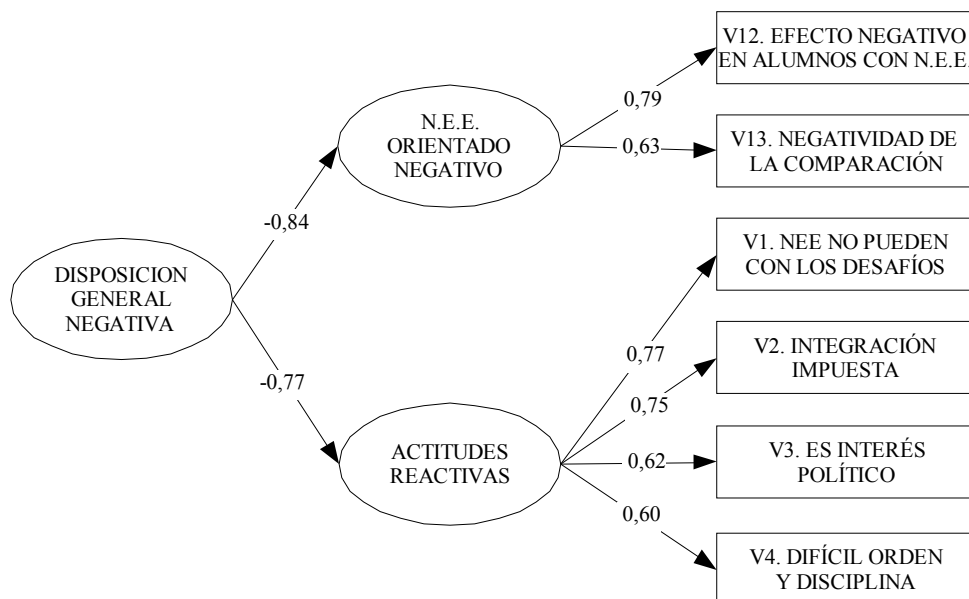 V12. EFECTO NEGATIVO
EN ALUMNOS CON N.E.E.
0,79
N.E.E.
ORIENTADO
NEGATIVO
0,63
V13. NEGATIVIDAD DE
LA COMPARACIÓN
-0,84
V1. NEE NO PUEDEN
CON LOS DESAFÍOS
DISPOSICION
GENERAL
NEGATIVA
0,77
V2. INTEGRACIÓN
IMPUESTA
-0,77
0,75
ACTITUDES
REACTIVAS
0,62
V3. ES INTERÉS
POLÍTICO
0,60
V4. DIFÍCIL ORDEN
Y DISCIPLINA